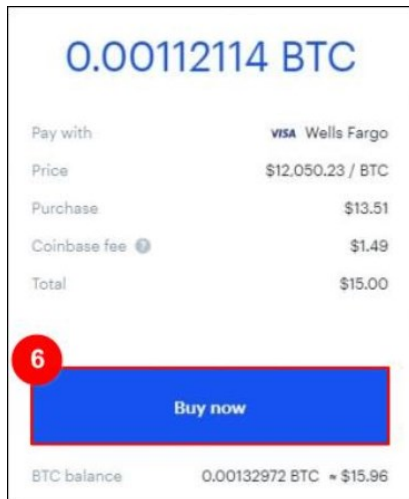 0.00112114 BTC
Pay with VISA Wells Fargo
Price $12,050.23 / BTC
Purchase $13.51
Coinbase fee ? $1.49
Total $15.00
6
Buy now
BTC balance 0.00132972 BTC ≈ $15.96